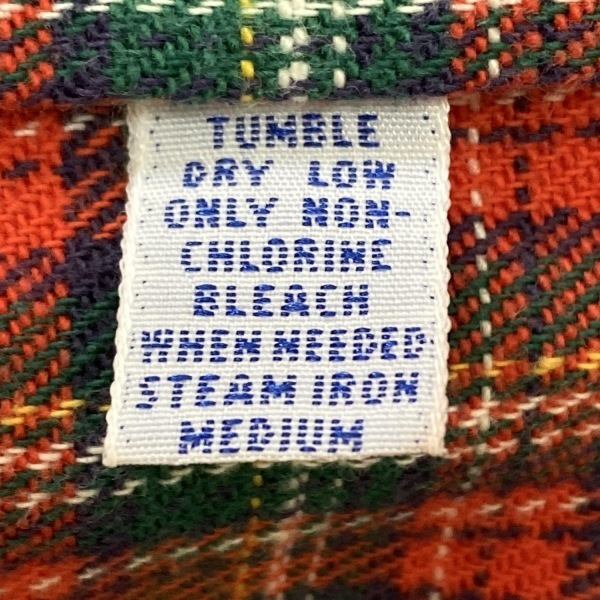 TUMBLE
DRY LOW
ONLY NON-
CHLORINE
BLEACH
WHEN NEEDED
STEAM IRON
MEDIUM